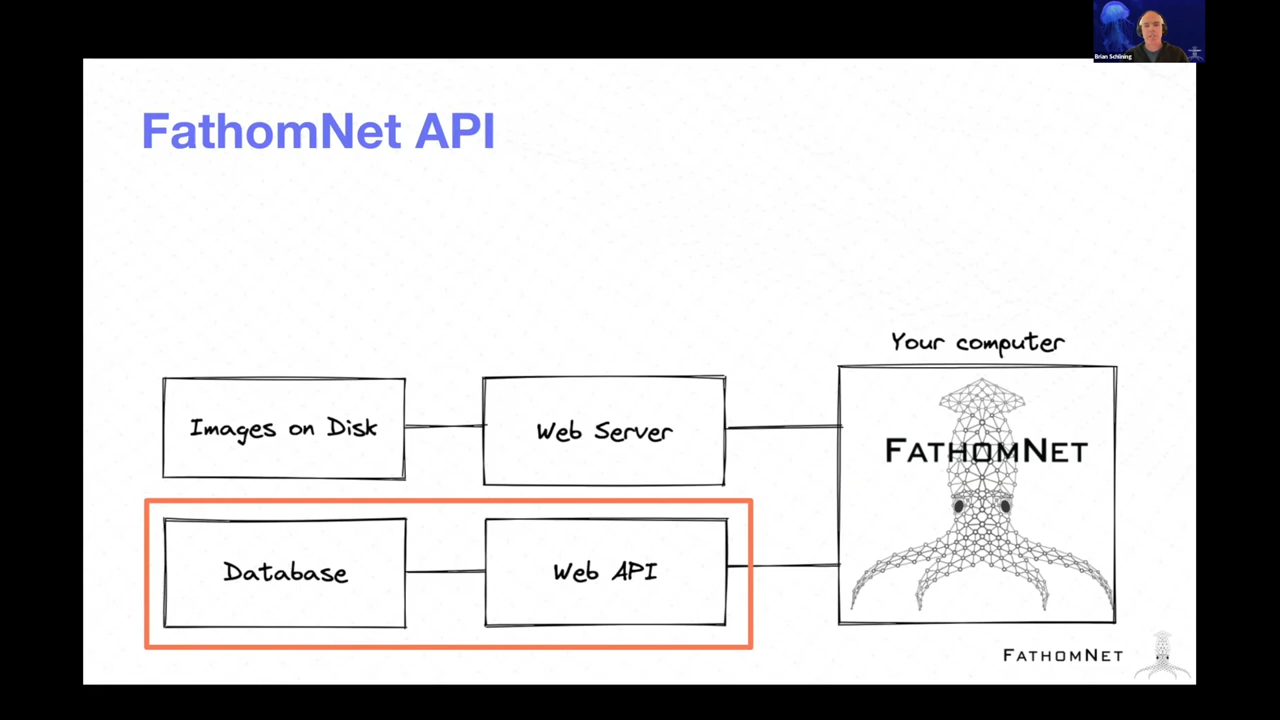 Brian Schlining
FathomNet API
Your computer
Images on Disk
Web Server
FATHOMNET
Database
Web API
FATHOMNET